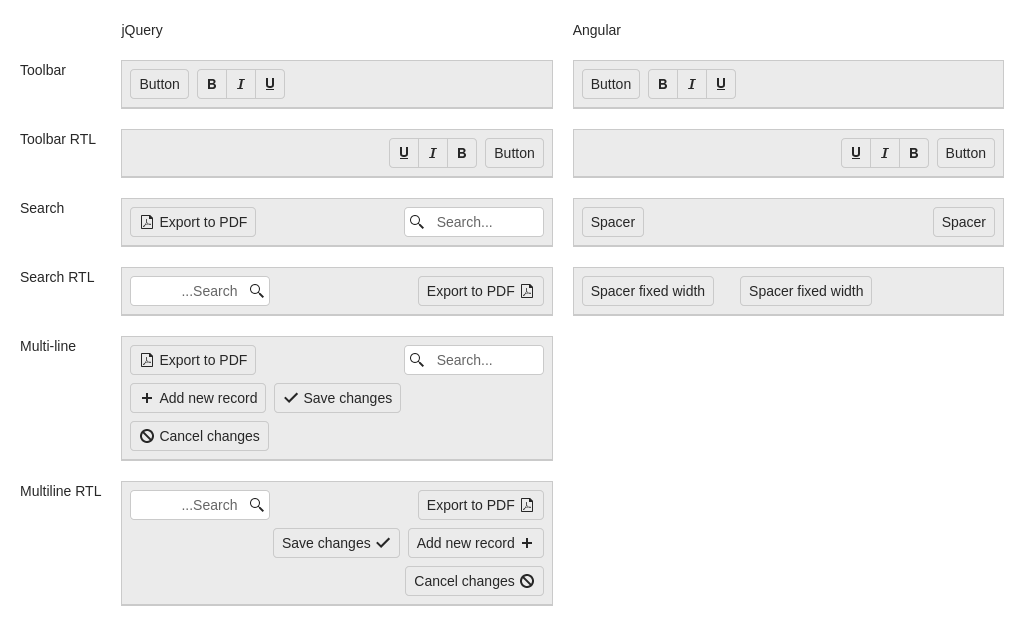 jQuery Angular
Toolbar Button B I U Button B I U
Toolbar RTL U I B Button U I B Button
Search Export to PDF Search... Spacer Spacer
Search RTL ...Search Export to PDF Spacer fixed width Spacer fixed width
Multi-line Export to PDF Search...
Add new record Save changes
Cancel changes
Multiline RTL ...Search Export to PDF
Save changes Add new record
Cancel changes